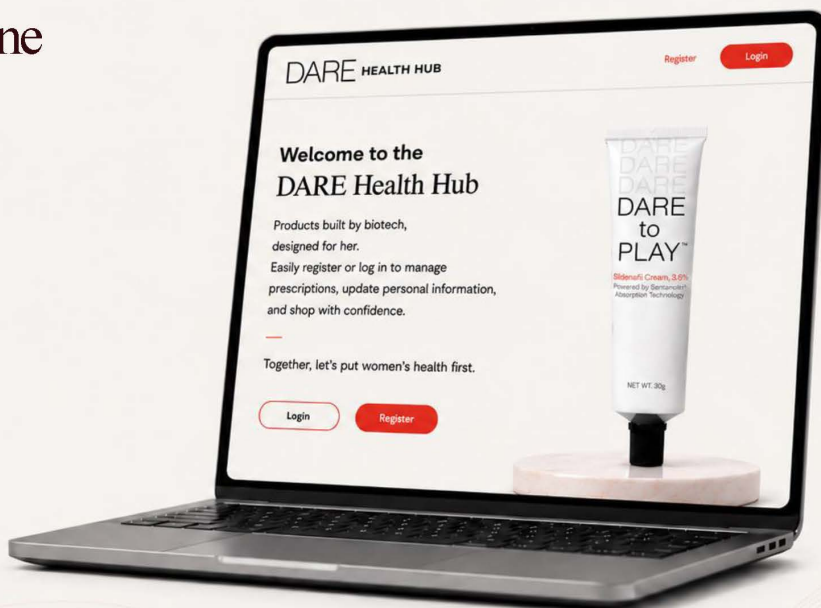 ne
DARE HEALTH HUB
Register
Login
Welcome to the
DARE Health Hub
Products built by biotech,
designed for her.
Easily register or log in to manage
prescriptions, update personal information,
and shop with confidence.
Together, let's put women's health first.
Login
Register
DARE
DARE
DARE
DARE
to
PLAY™
Sildenafil Cream, 3.6%
Powered by
Absorption Technology
NET WT. 30g